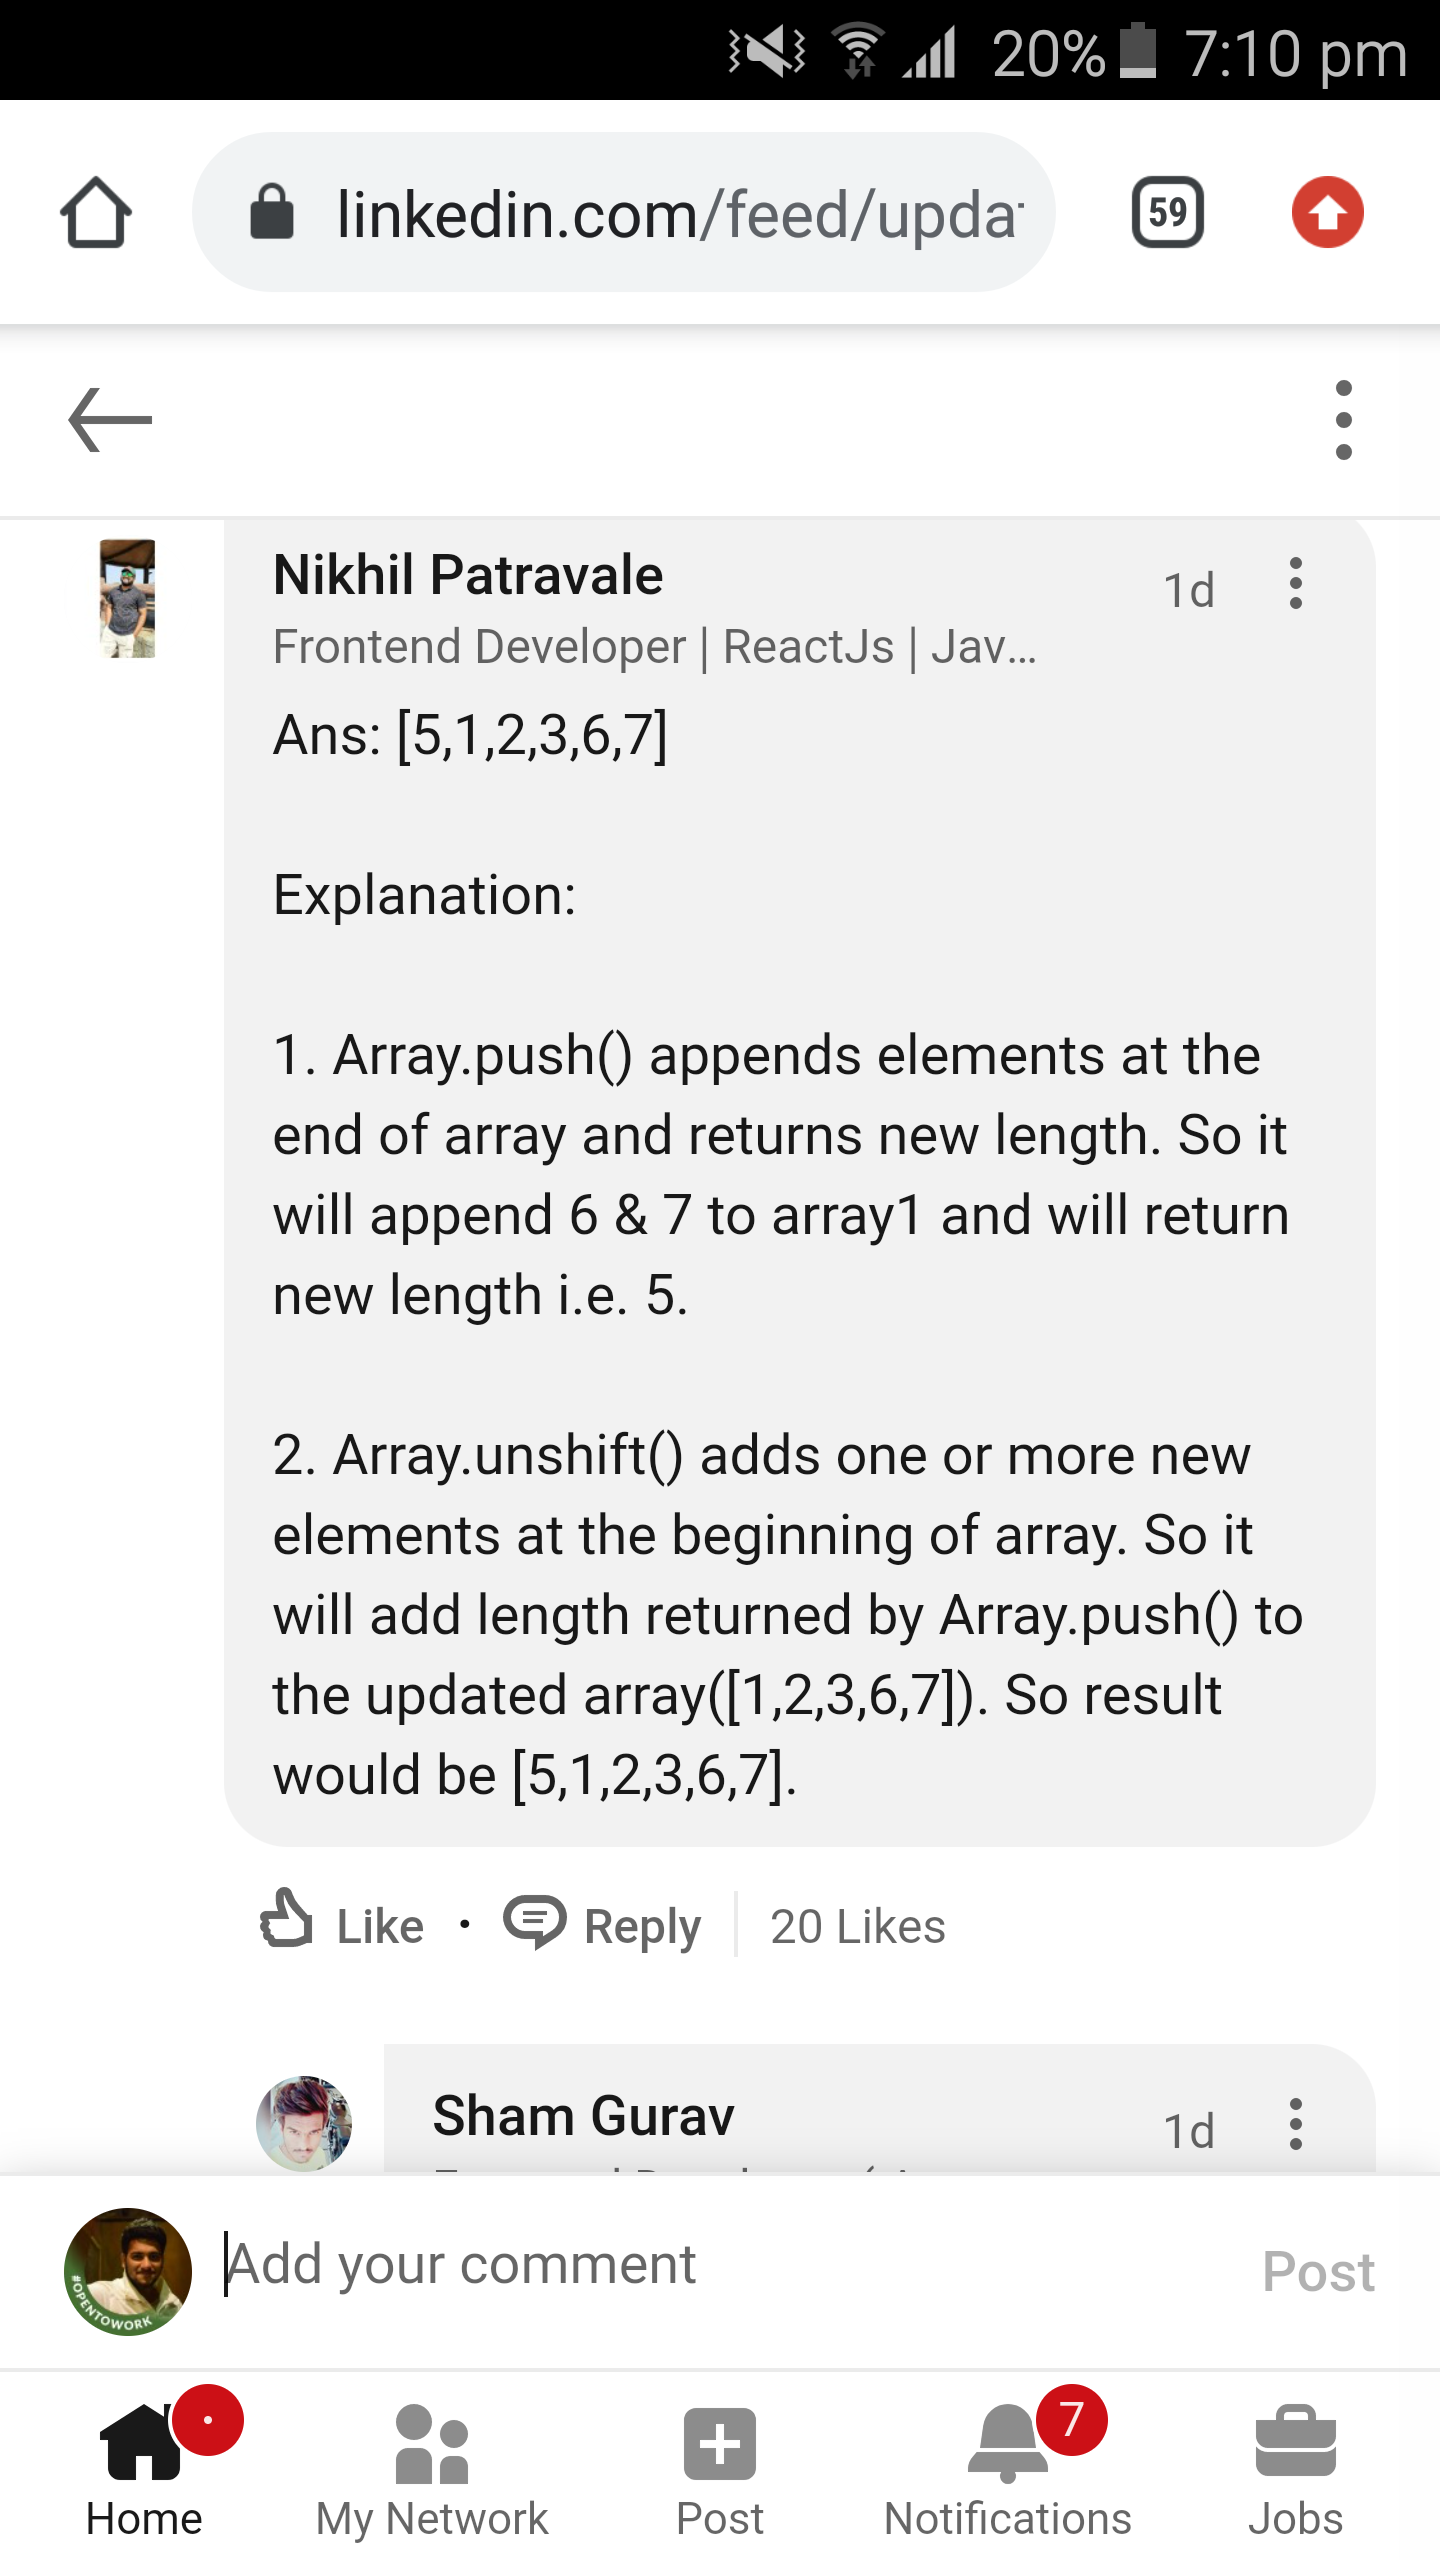 20% 7:10 pm
linkedin.com/feed/upda
59
Nikhil Patravale
1d
Frontend Developer | ReactJs | Jav...
Ans: [5,1,2,3,6,7]
Explanation:
1. Array.push() appends elements at the
end of array and returns new length. So it
will append 6 & 7 to array1 and will return
new length i.e. 5.
2. Array.unshift() adds one or more new
elements at the beginning of array. So it
will add length returned by Array.push() to
the updated array([1,2,3,6,7]). So result
would be [5,1,2,3,6,7].
Like • Reply 20 Likes
Sham Gurav
1d
#OPENTOWORK
Add your comment
Post
7
Home My Network Post Notifications Jobs